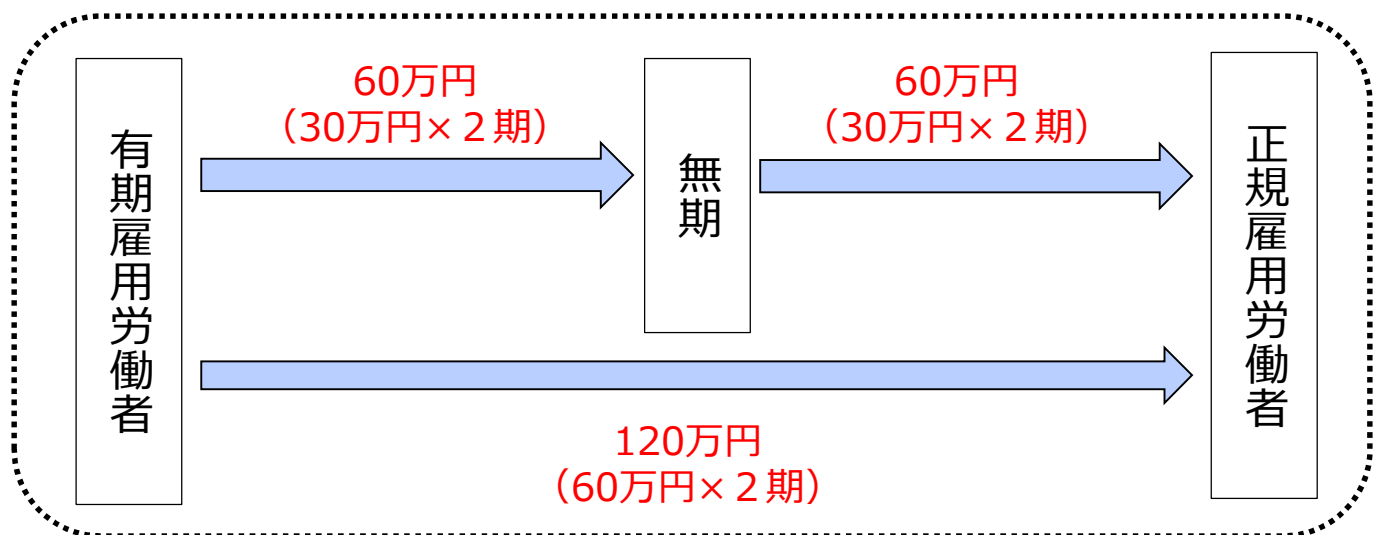 有期雇用労働者
60万円
（30万円×２期）
無期
60万円
（30万円×２期）
正規雇用労働者
120万円
（60万円×２期）